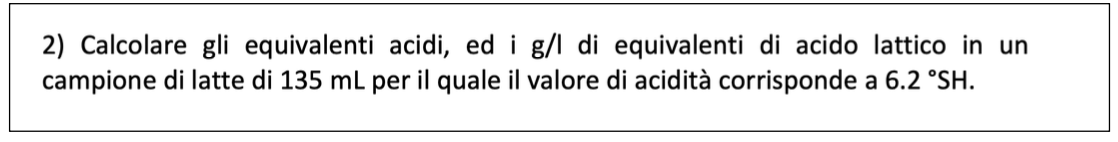 2) Calcolare gli equivalenti acidi, ed i g/l di equivalenti di acido lattico in un
campione di latte di 135 mL per il quale il valore di acidità corrisponde a 6.2 °SH.